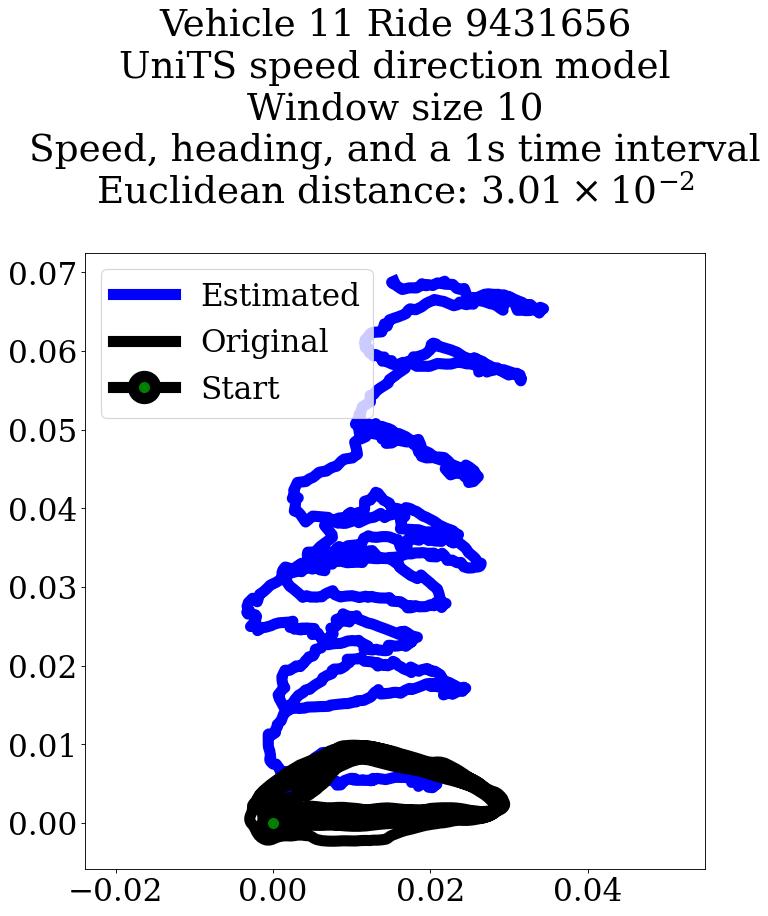 Vehicle 11 Ride 9431656
UniTS speed direction model
Window size 10
Speed, heading, and a 1s time interval
Euclidean distance: 3.01 × 10⁻²
0.07
Estimated
0.06
Original
Start
0.05
0.04
0.03
0.02
0.01
0.00
−0.02 0.00 0.02 0.04